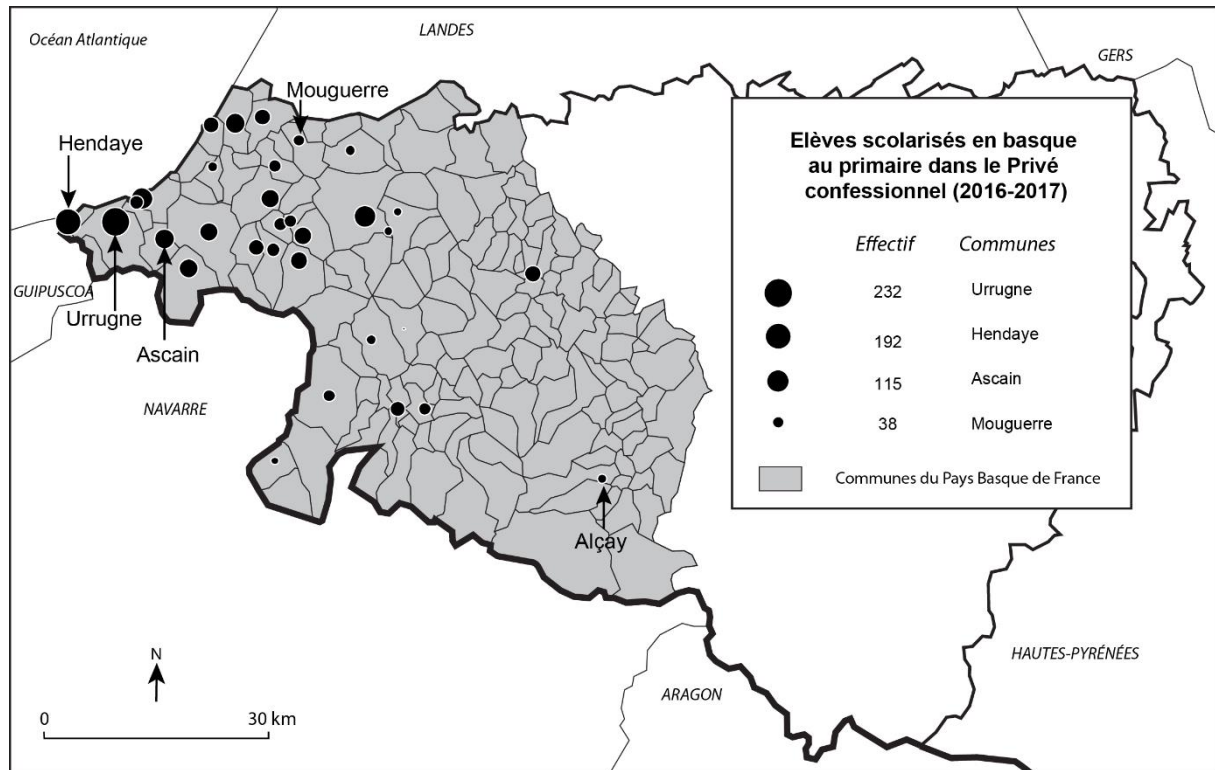 Océan Atlantique
LANDES
GERS
Mouguerre
Hendaye
GUIPUSCOA
Urrugne
Ascain
NAVARRE
Alçay
Elèves scolarisés en basque
au primaire dans le Privé
confessionnel (2016-2017)
Effectif Communes
232 Urrugne
192 Hendaye
115 Ascain
38 Mouguerre
Communes du Pays Basque de France
HAUTES-PYRÉNÉES
ARAGON
N
0 30 km